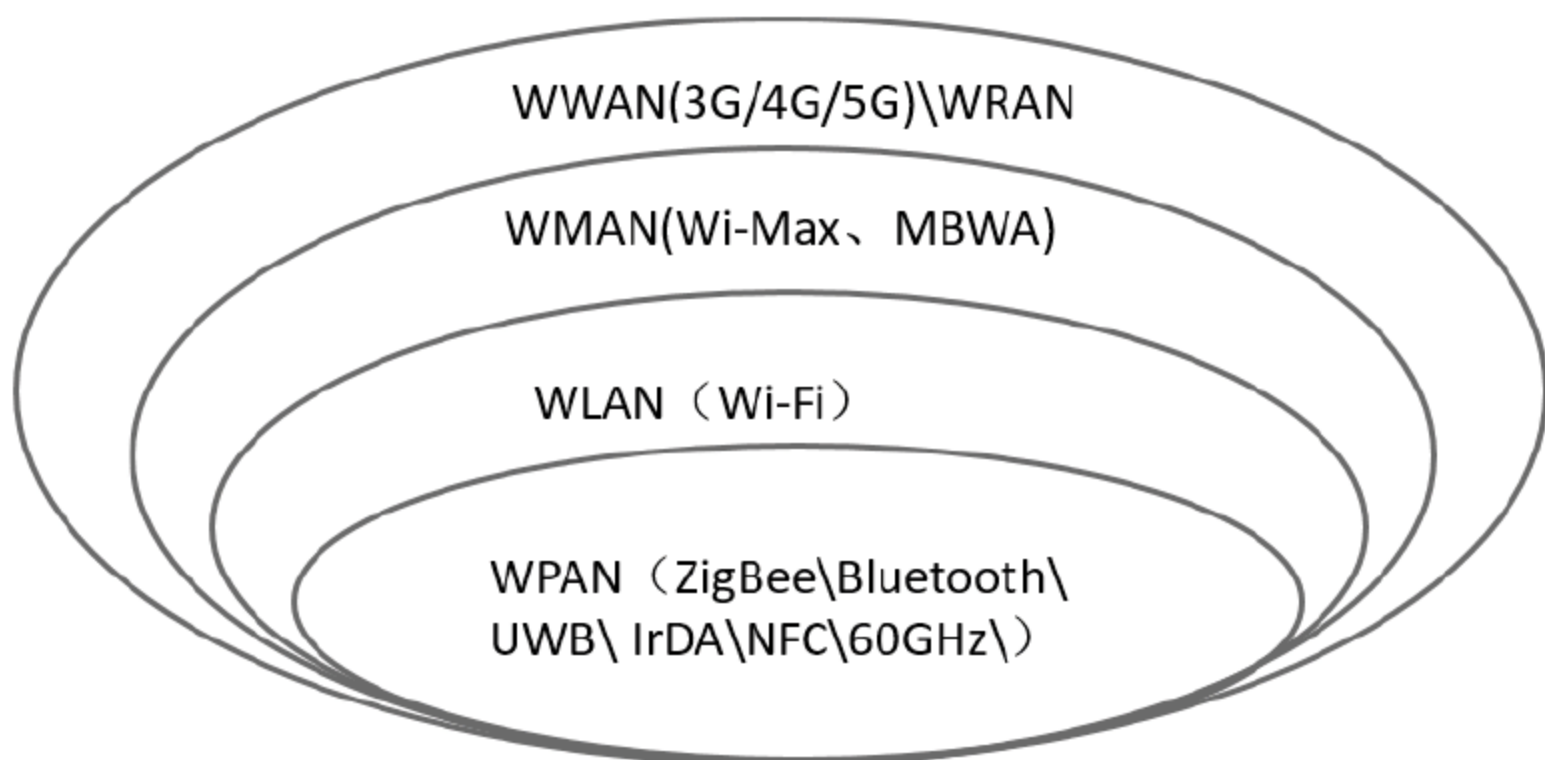 WWAN(3G/4G/5G)\WRAN
WMAN(Wi-Max、MBWA)
WLAN（Wi-Fi）
WPAN（ZigBee\Bluetooth\
UWB\ IrDA\NFC\60GHz\）